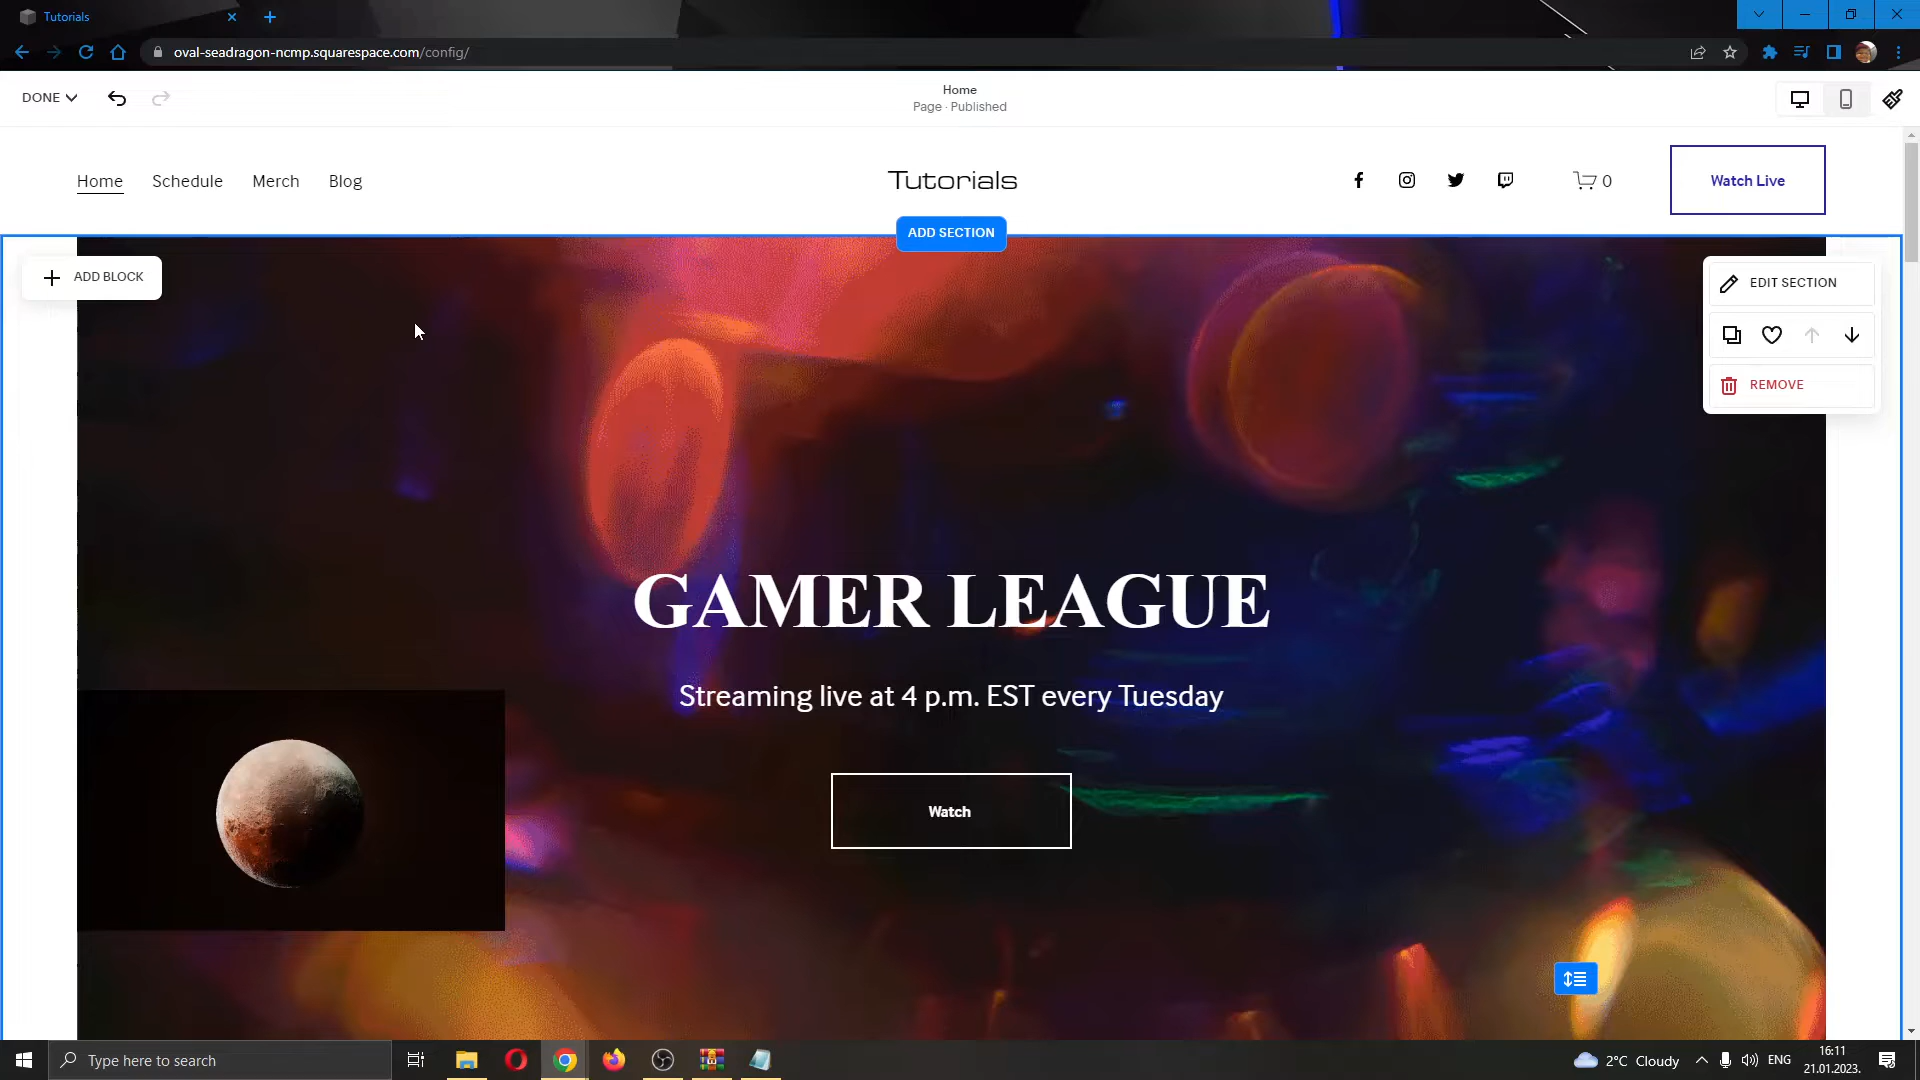 Tutorials
oval-seadragon-ncmp.squarespace.com/config/
DONE
Home
Page · Published
Home Schedule Merch Blog
Tutorials
0
Watch Live
ADD SECTION
ADD BLOCK
EDIT SECTION
REMOVE
GAMER LEAGUE
Streaming live at 4 p.m. EST every Tuesday
Watch
Type here to search
2°C Cloudy
ENG
16:11
21.01.2023.